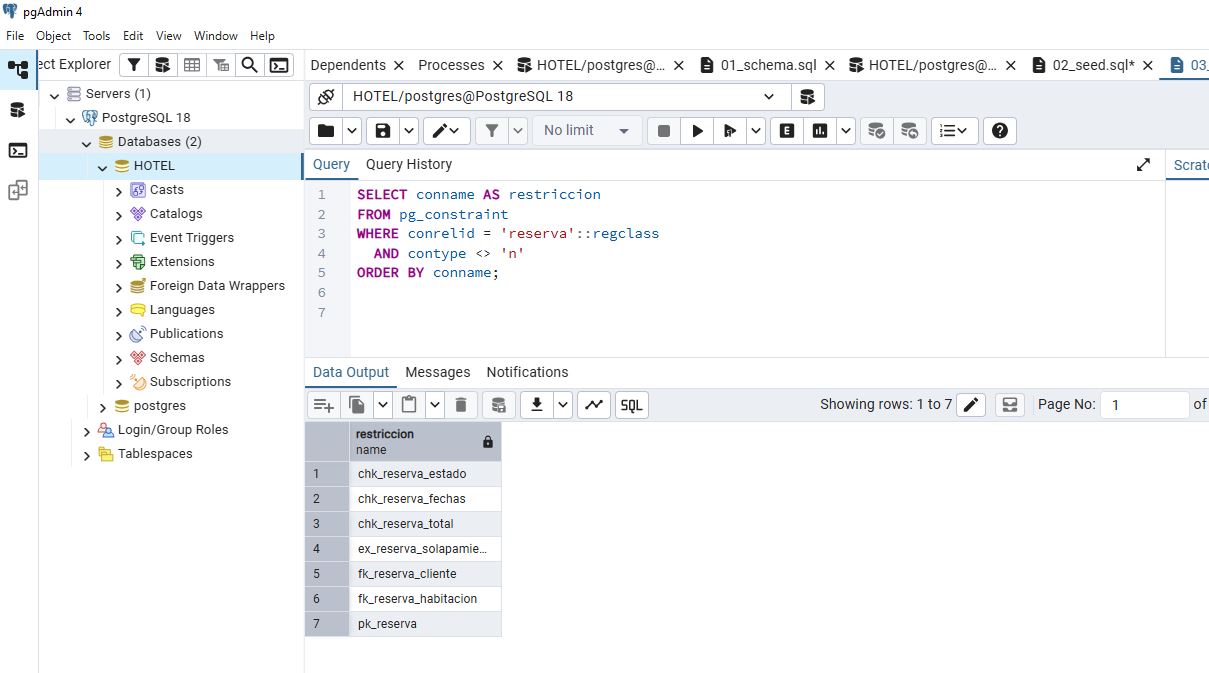 pgAdmin 4
File Object Tools Edit View Window Help
ect Explorer
Servers (1)
PostgreSQL 18
Databases (2)
HOTEL
Casts
Catalogs
Event Triggers
Extensions
Foreign Data Wrappers
Languages
Publications
Schemas
Subscriptions
postgres
Login/Group Roles
Tablespaces
Dependents Processes HOTEL/postgres@... 01_schema.sql HOTEL/postgres@... 02_seed.sql* 03_
HOTEL/postgres@PostgreSQL 18
No limit E
Query Query History Scrat
1 SELECT conname AS restriccion
2 FROM pg_constraint
3 WHERE conrelid = 'reserva'::regclass
4 AND contype <> 'n'
5 ORDER BY conname;
6
7
Data Output Messages Notifications
SQL Showing rows: 1 to 7 Page No: 1 of
restriccion
name
1 chk_reserva_estado
2 chk_reserva_fechas
3 chk_reserva_total
4 ex_reserva_solapamie...
5 fk_reserva_cliente
6 fk_reserva_habitacion
7 pk_reserva